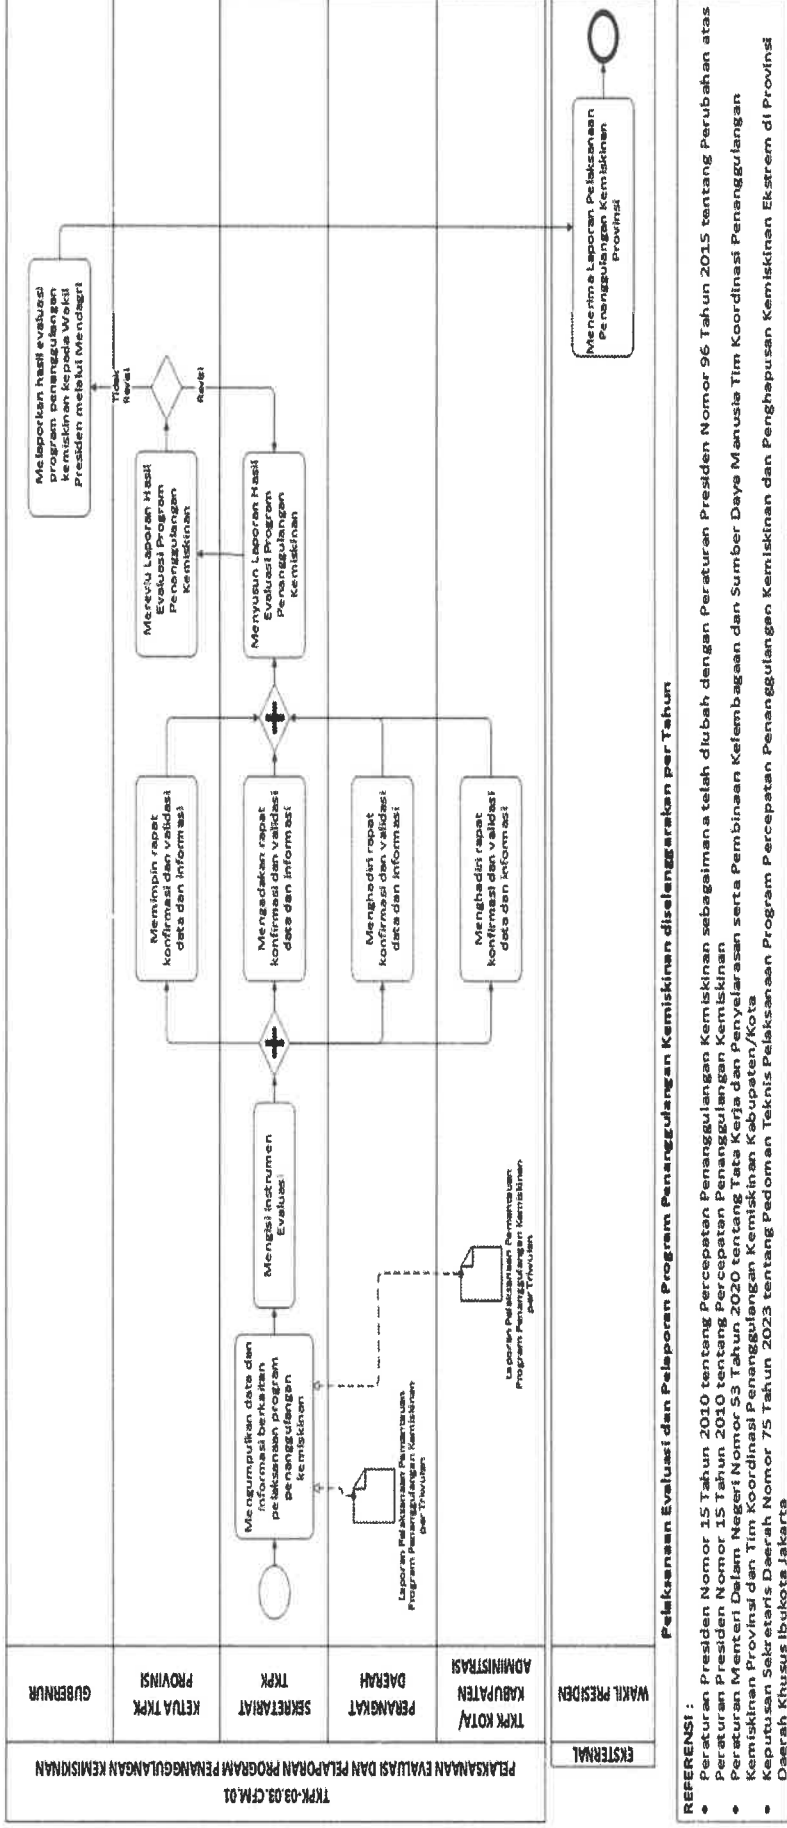 TKPK-03.03.CFM.01
PELAKSANAAN EVALUASI DAN PELAPORAN PROGRAM PENANGGULANGAN KEMISKINAN
GUBERNUR
Melaporkan hasil evaluasi
program penanggulangan
kemiskinan kepada Wakil
Presiden melalui Mendagri
KETUA TKPK
PROVINSI
Memimpin rapat
konfirmasi dan validasi
data dan informasi
Mereviu Laporan Hasil
Evaluasi Program
Penanggulangan
Kemiskinan
Tidak
Revisi
Revisi
SEKRETARIAT
TKPK
Mengumpulkan data dan
informasi berkaitan
pelaksanaan program
penanggulangan
kemiskinan
Mengisi Instrumen
Evaluasi
Mengadakan rapat
konfirmasi dan validasi
data dan informasi
Menyusun Laporan Hasil
Evaluasi Program
Penanggulangan
Kemiskinan
PERANGKAT
DAERAH
Laporan Pelaksanaan Pemantauan
Program Penanggulangan Kemiskinan
per Triwulan
Menghadiri rapat
konfirmasi dan validasi
data dan informasi
TKPK KOTA/
KABUPATEN
ADMINISTRASI
Laporan Pelaksanaan Pemantauan
Program Penanggulangan Kemiskinan
per Triwulan
Menghadiri rapat
konfirmasi dan validasi
data dan informasi
EKSTERNAL
WAKIL PRESIDEN
Menerima Laporan Pelaksanaan
Penanggulangan Kemiskinan
Provinsi
Pelaksanaan Evaluasi dan Pelaporan Program Penanggulangan Kemiskinan diselenggarakan per Tahun
REFERENSI :
• Peraturan Presiden Nomor 15 Tahun 2010 tentang Percepatan Penanggulangan Kemiskinan sebagaimana telah diubah dengan Peraturan Presiden Nomor 96 Tahun 2015 tentang Perubahan atas
Peraturan Presiden Nomor 15 Tahun 2010 tentang Percepatan Penanggulangan Kemiskinan
• Peraturan Menteri Dalam Negeri Nomor 53 Tahun 2020 tentang Tata Kerja dan Penyelarasan serta Pembinaan Kelembagaan dan Sumber Daya Manusia Tim Koordinasi Penanggulangan
Kemiskinan Provinsi dan Tim Koordinasi Penanggulangan Kemiskinan Kabupaten/Kota
• Keputusan Sekretaris Daerah Nomor 75 Tahun 2023 tentang Pedoman Teknis Pelaksanaan Program Percepatan Penanggulangan Kemiskinan dan Penghapusan Kemiskinan Ekstrem di Provinsi
Daerah Khusus Ibukota Jakarta